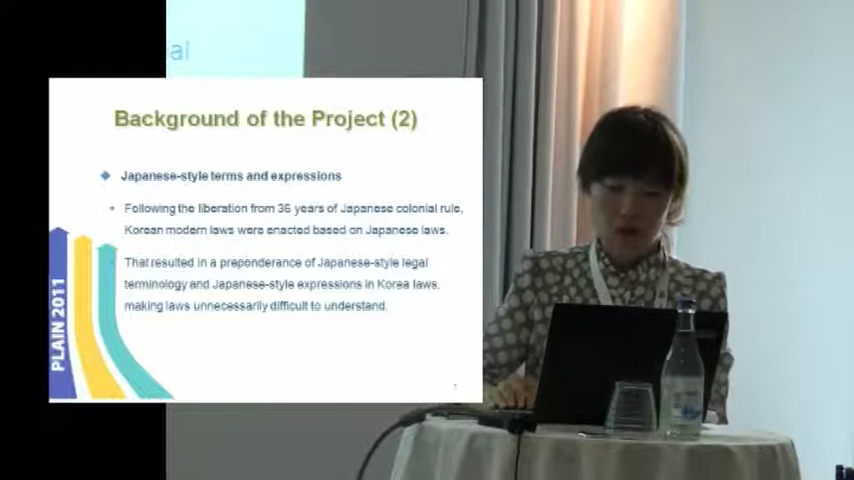 al
Background of the Project (2)
Japanese-style terms and expressions
Following the liberation from 36 years of Japanese colonial rule,
Korean modern laws were enacted based on Japanese laws.
That resulted in a preponderance of Japanese-style legal
terminology and Japanese-style expressions in Korea laws,
making laws unnecessarily difficult to understand.
PLAIN 2011